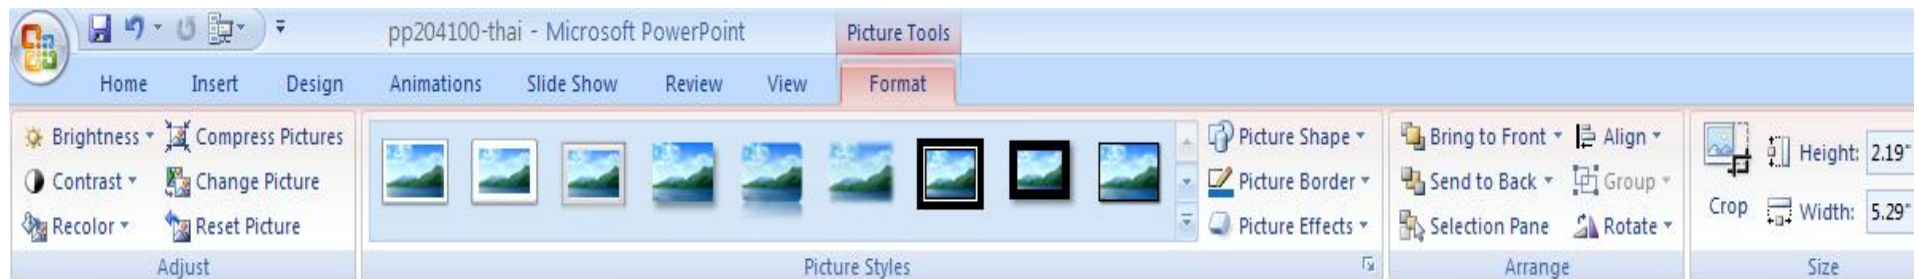 pp204100-thai - Microsoft PowerPoint
Picture Tools
Home Insert Design Animations Slide Show Review View Format
Brightness
Compress Pictures
Contrast
Change Picture
Recolor
Reset Picture
Adjust
Picture Shape
Picture Border
Picture Effects
Picture Styles
Bring to Front
Align
Send to Back
Group
Selection Pane
Rotate
Arrange
Crop
Height: 2.19"
Width: 5.29"
Size